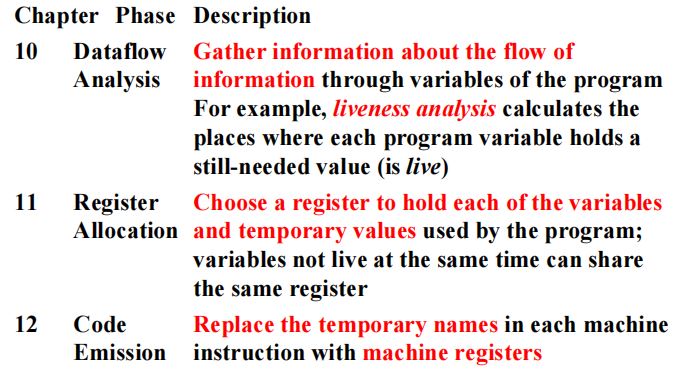 Chapter Phase Description
10 Dataflow Gather information about the flow of
Analysis information through variables of the program
For example, liveness analysis calculates the
places where each program variable holds a
still-needed value (is live)
11 Register Choose a register to hold each of the variables
Allocation and temporary values used by the program;
variables not live at the same time can share
the same register
12 Code Replace the temporary names in each machine
Emission instruction with machine registers